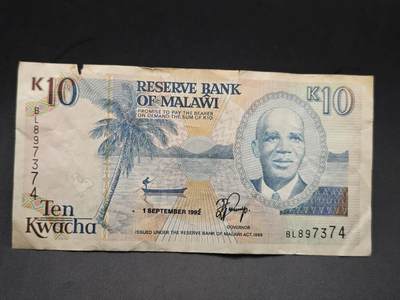 K10
RESERVE BANK
OF MALAWI
K10
PROMISE TO PAY THE BEARER
ON DEMAND THE SUM OF K10
BL897374
Ten
Kwacha
1 SEPTEMBER 1992
GOVERNOR
ISSUED UNDER THE RESERVE BANK OF MALAWI ACT, 1989
BL897374